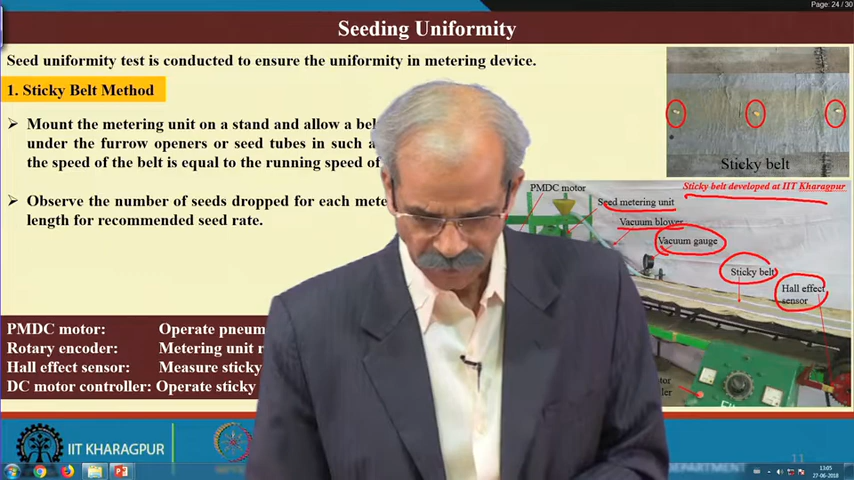 Page: 24 / 30
Seeding Uniformity
Seed uniformity test is conducted to ensure the uniformity in metering device.
1. Sticky Belt Method
Mount the metering unit on a stand and allow a
under the furrow openers or seed tubes in such
the speed of the belt is equal to the running speed of
Observe the number of seeds dropped for each
length for recommended seed rate.
Sticky belt
Sticky belt developed at IIT Kharagpur
PMDC motor
Seed metering unit
Vacuum blower
Vacuum gauge
Sticky belt
Hall effect
sensor
PMDC motor: Operate
Rotary encoder: Metering unit
Hall effect sensor: Measure
DC motor controller: Operate sticky
IIT KHARAGPUR
DEPARTMENT
11
13:05
27-06-2018